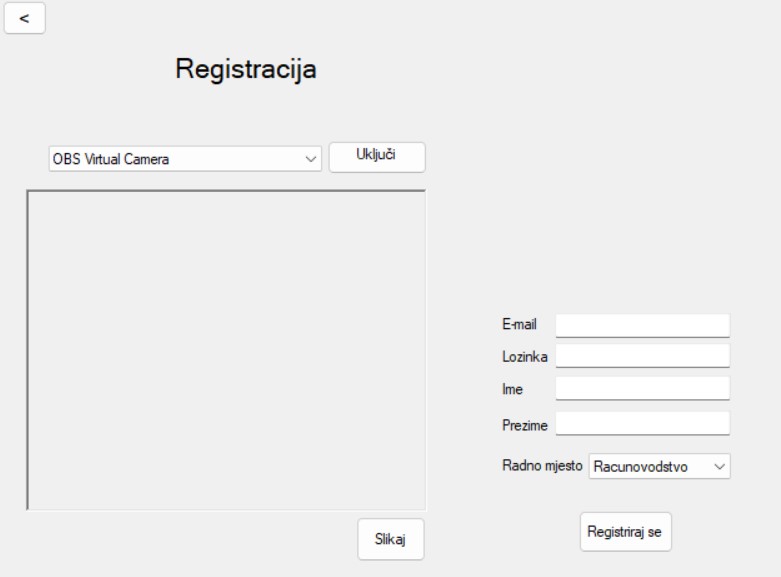 <
Registracija
OBS Virtual Camera
Uključi
E-mail
Lozinka
Ime
Prezime
Radno mjesto Racunovodstvo
Slikaj
Registriraj se